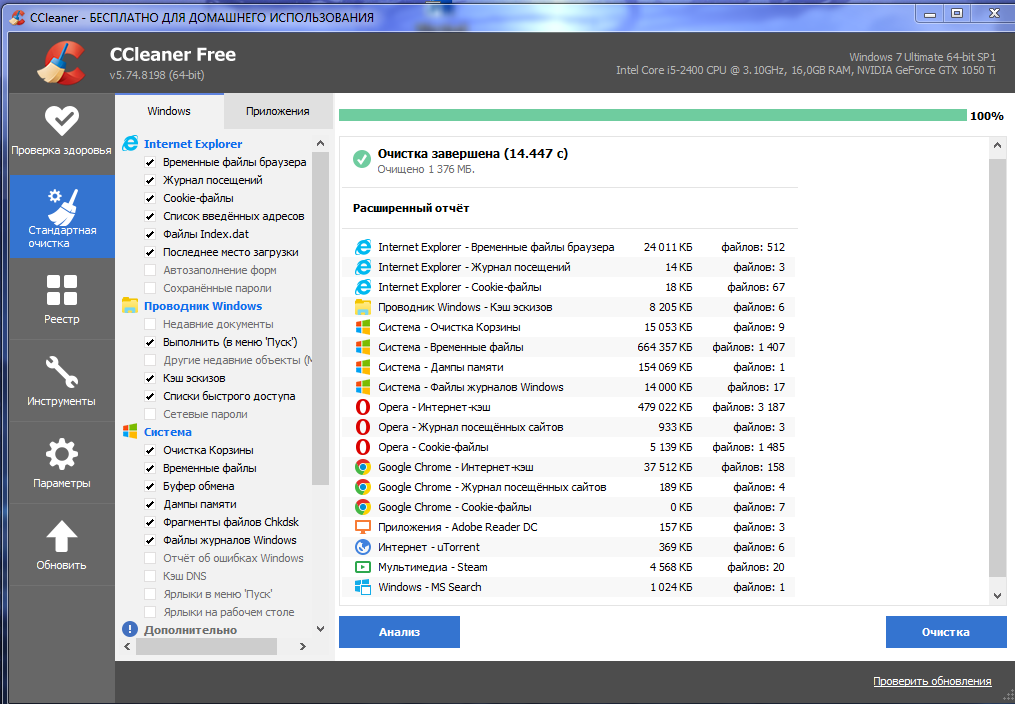 CCleaner - БЕСПЛАТНО ДЛЯ ДОМАШНЕГО ИСПОЛЬЗОВАНИЯ
CCleaner Free
v5.74.8198 (64-bit)
Windows 7 Ultimate 64-bit SP1
Intel Core i5-2400 CPU @ 3.10GHz, 16,0GB RAM, NVIDIA GeForce GTX 1050 Ti
Проверка здоровья
Стандартная
очистка
Реестр
Инструменты
Параметры
Обновить
Windows
Приложения
Internet Explorer
Временные файлы браузера
Журнал посещений
Cookie-файлы
Список введённых адресов
Файлы Index.dat
Последнее место загрузки
Автозаполнение форм
Сохранённые пароли
Проводник Windows
Недавние документы
Выполнить (в меню 'Пуск')
Другие недавние объекты (М
Кэш эскизов
Списки быстрого доступа
Сетевые пароли
Система
Очистка Корзины
Временные файлы
Буфер обмена
Дампы памяти
Фрагменты файлов Chkdsk
Файлы журналов Windows
Отчёт об ошибках Windows
Кэш DNS
Ярлыки в меню 'Пуск'
Ярлыки на рабочем столе
Дополнительно
100%
Очистка завершена (14.447 с)
Очищено 1 376 МБ.
Расширенный отчёт
Internet Explorer - Временные файлы браузера 24 011 КБ файлов: 512
Internet Explorer - Журнал посещений 14 КБ файлов: 3
Internet Explorer - Cookie-файлы 18 КБ файлов: 67
Проводник Windows - Кэш эскизов 8 205 КБ файлов: 6
Система - Очистка Корзины 15 053 КБ файлов: 9
Система - Временные файлы 664 357 КБ файлов: 1 407
Система - Дампы памяти 154 069 КБ файлов: 1
Система - Файлы журналов Windows 14 000 КБ файлов: 17
Opera - Интернет-кэш 479 022 КБ файлов: 3 187
Opera - Журнал посещённых сайтов 933 КБ файлов: 3
Opera - Cookie-файлы 5 139 КБ файлов: 1 485
Google Chrome - Интернет-кэш 37 512 КБ файлов: 158
Google Chrome - Журнал посещённых сайтов 189 КБ файлов: 4
Google Chrome - Cookie-файлы 0 КБ файлов: 7
Приложения - Adobe Reader DC 157 КБ файлов: 3
Интернет - uTorrent 369 КБ файлов: 6
Мультимедиа - Steam 4 568 КБ файлов: 20
Windows - MS Search 1 024 КБ файлов: 1
Анализ
Очистка
Проверить обновления